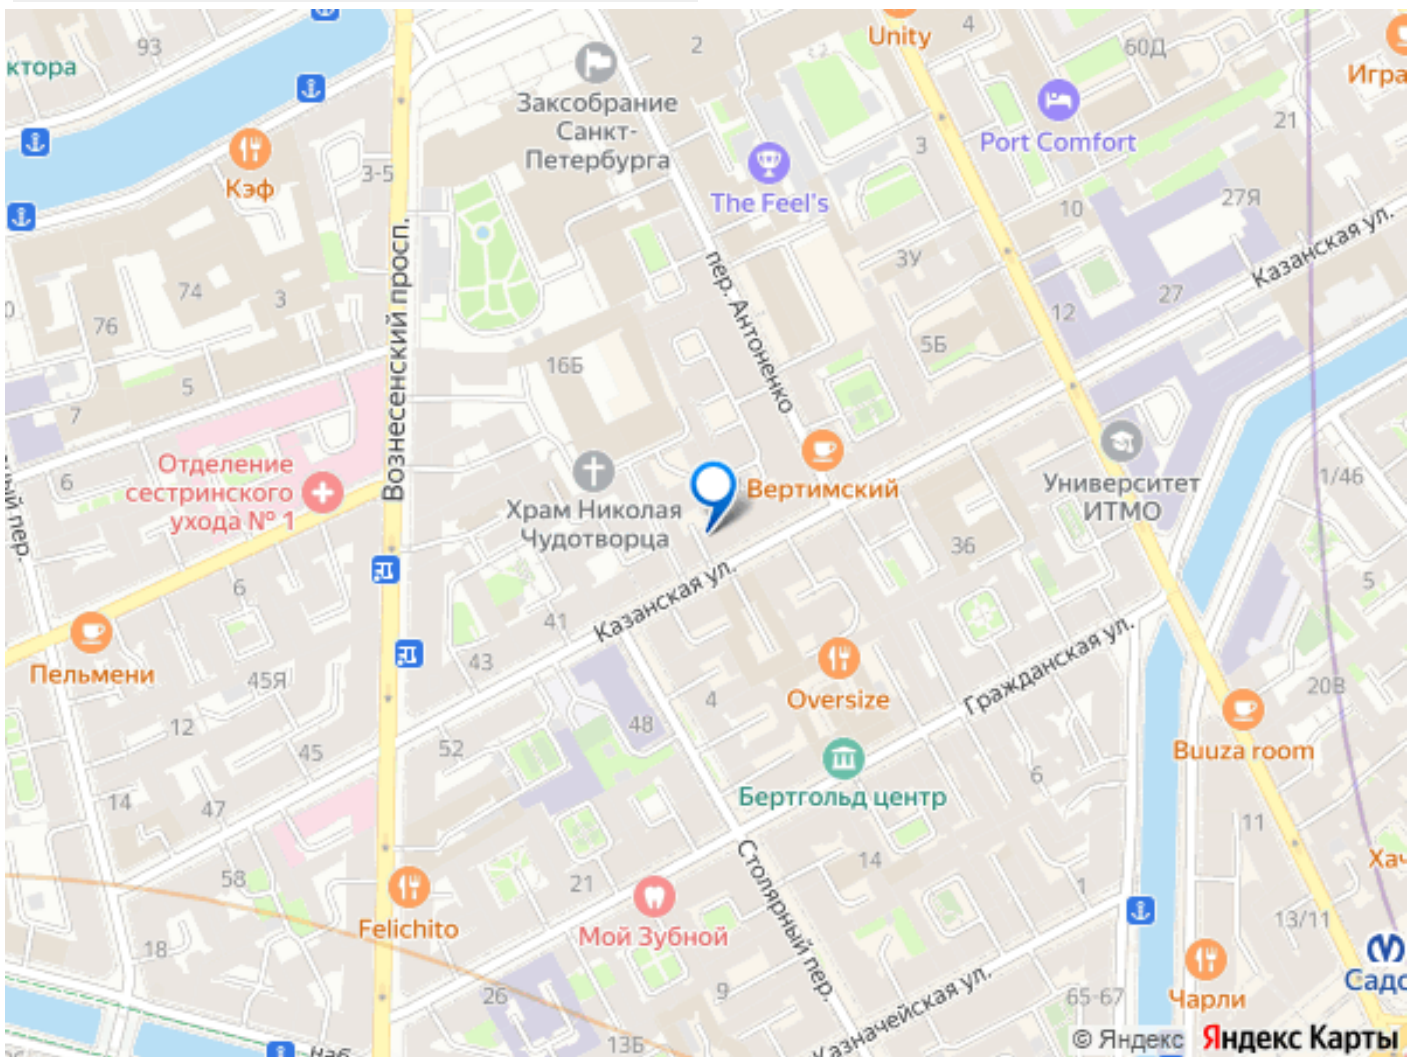 93
2
4
Unity
60Д
ктора
Игра
Заксобрание
Санкт-
Петербурга
Port Comfort
21
3
Кэф
3-5
The Feel's
10
27Я
Казанская ул.
Вознесенский просп.
пер. Антоненко
3У
74
3
27
76
12
5Б
16Б
5
7
Отделение
сестринского
ухода № 1
6
Храм Николая
Чудотворца
Вертимский
Университет
ИТМО
1/46
ный пер.
36
5
6
Казанская ул.
41
43
Пельмени
45Я
Oversize
Гражданская ул.
20В
12
4
48
45
52
Buuza room
6
Бертгольд центр
14
47
11
Столярный пер.
14
Хач
58
21
1
Felichito
Мой Зубной
13/11
18
Садо
26
9
Казначейская ул.
65-67
Чарли
наб
13Б
© Яндекс Яндекс Карты